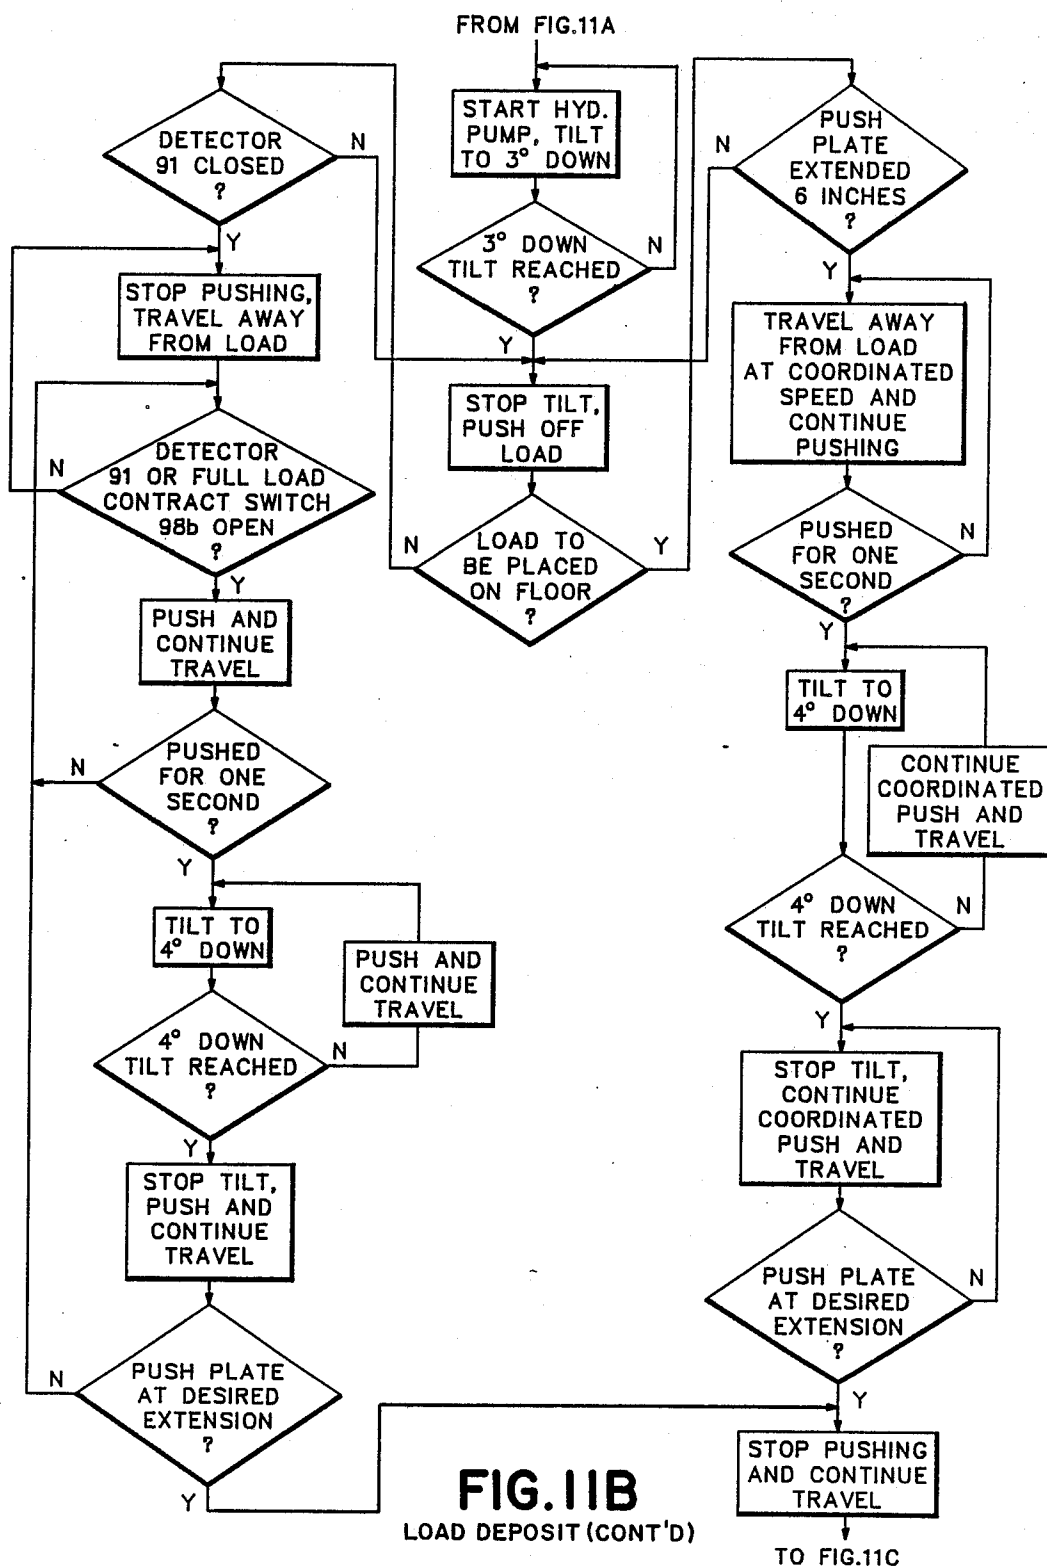 FROM FIG.11A
START HYD.
PUMP, TILT
TO 3° DOWN
3° DOWN
TILT REACHED
?
N
Y
STOP TILT,
PUSH OFF
LOAD
LOAD TO
BE PLACED
ON FLOOR
?
N
Y
DETECTOR
91 CLOSED
?
N
Y
STOP PUSHING,
TRAVEL AWAY
FROM LOAD
DETECTOR
91 OR FULL LOAD
CONTRACT SWITCH
98b OPEN
?
N
Y
PUSH AND
CONTINUE
TRAVEL
PUSHED
FOR ONE
SECOND
?
N
Y
TILT TO
4° DOWN
PUSH AND
CONTINUE
TRAVEL
4° DOWN
TILT REACHED
?
N
Y
STOP TILT,
PUSH AND
CONTINUE
TRAVEL
PUSH PLATE
AT DESIRED
EXTENSION
?
N
Y
PUSH
PLATE
EXTENDED
6 INCHES
?
N
Y
TRAVEL AWAY
FROM LOAD
AT COORDINATED
SPEED AND
CONTINUE
PUSHING
PUSHED
FOR ONE
SECOND
?
N
Y
TILT TO
4° DOWN
CONTINUE
COORDINATED
PUSH AND
TRAVEL
4° DOWN
TILT REACHED
?
N
Y
STOP TILT,
CONTINUE
COORDINATED
PUSH AND
TRAVEL
PUSH PLATE
AT DESIRED
EXTENSION
?
N
Y
STOP PUSHING
AND CONTINUE
TRAVEL
TO FIG.11C
FIG.11B
LOAD DEPOSIT (CONT'D)